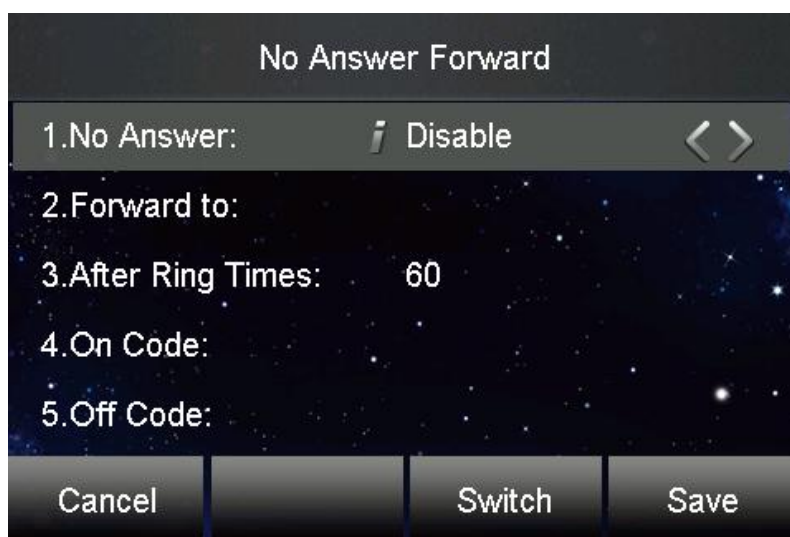 No Answer Forward
1.No Answer: i Disable
2.Forward to:
3.After Ring Times: 60
4.On Code:
5.Off Code:
Cancel Switch Save